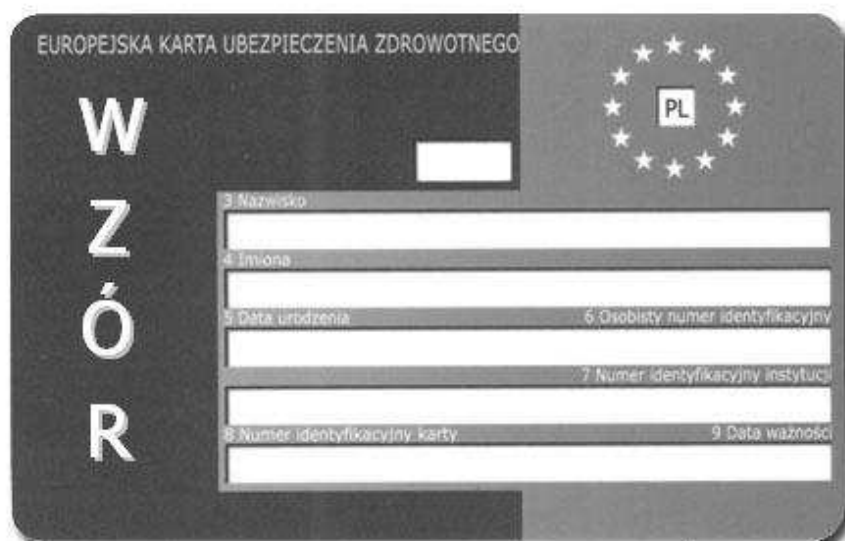 EUROPEJSKA KARTA UBEZPIECZENIA ZDROWOTNEGO
PL
W
Z
Ó
R
3 Nazwisko
4 Imiona
5 Data urodzenia 6 Osobisty numer identyfikacyjny
7 Numer identyfikacyjny instytucji
8 Numer identyfikacyjny karty 9 Data ważności